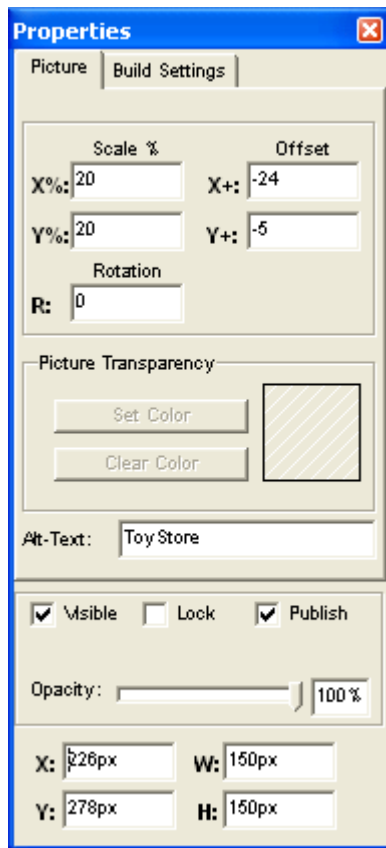 Properties
Picture Build Settings
Scale % Offset
X%: 20 X+: -24
Y%: 20 Y+: -5
Rotation
R: 0
Picture Transparency
Set Color
Clear Color
Alt-Text: Toy Store
Visible Lock Publish
Opacity: 100%
X: 226px W: 150px
Y: 278px H: 150px